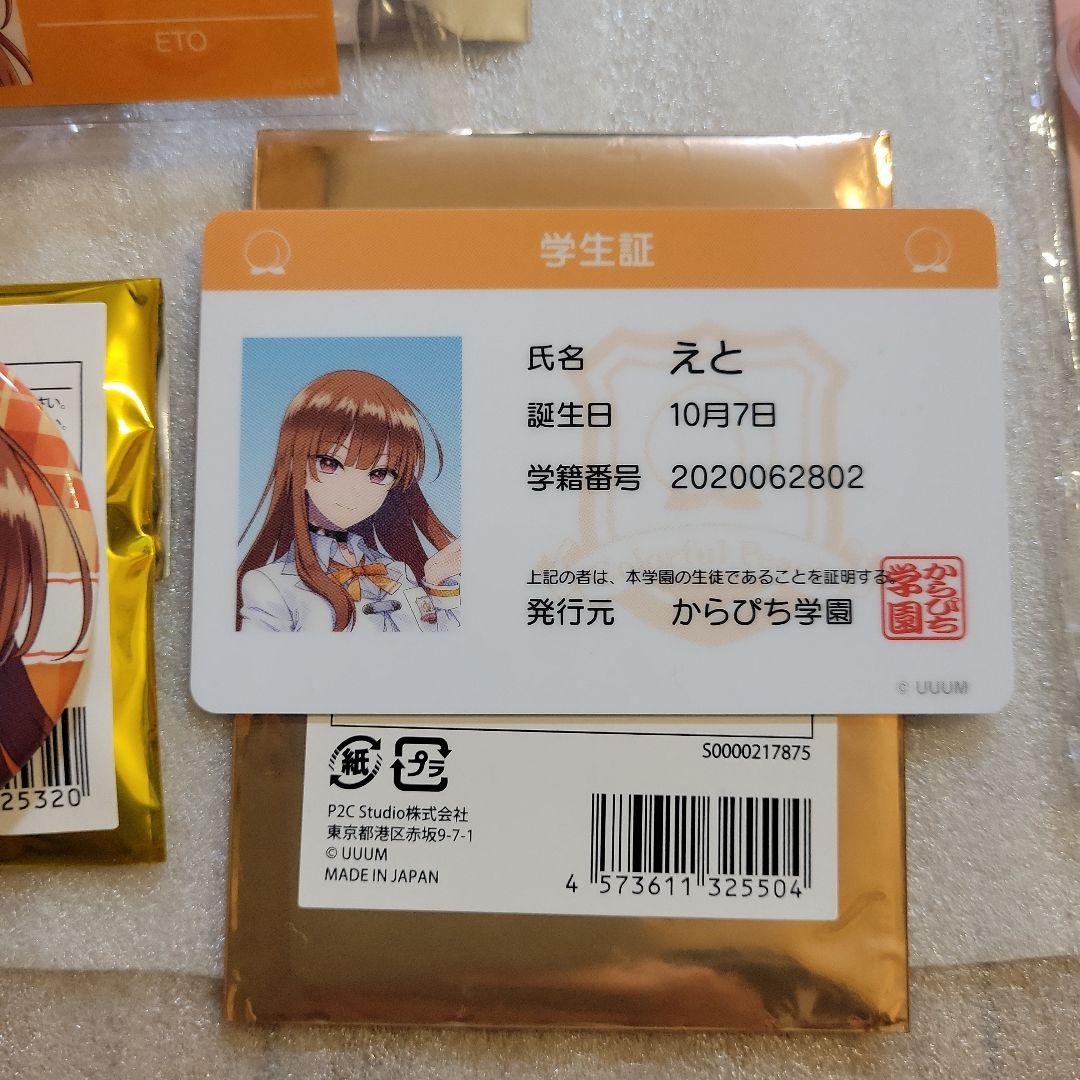 ETO
学生証
氏名 えと
誕生日 10月7日
学籍番号 2020062802
上記の者は、本学園の生徒であることを証明する。
発行元 からぴち学園
からぴち
学園
© UUUM
さい。
25320
S0000217875
紙
プラ
P2C Studio株式会社
東京都港区赤坂9-7-1
© UUUM
MADE IN JAPAN
4 573611 325504